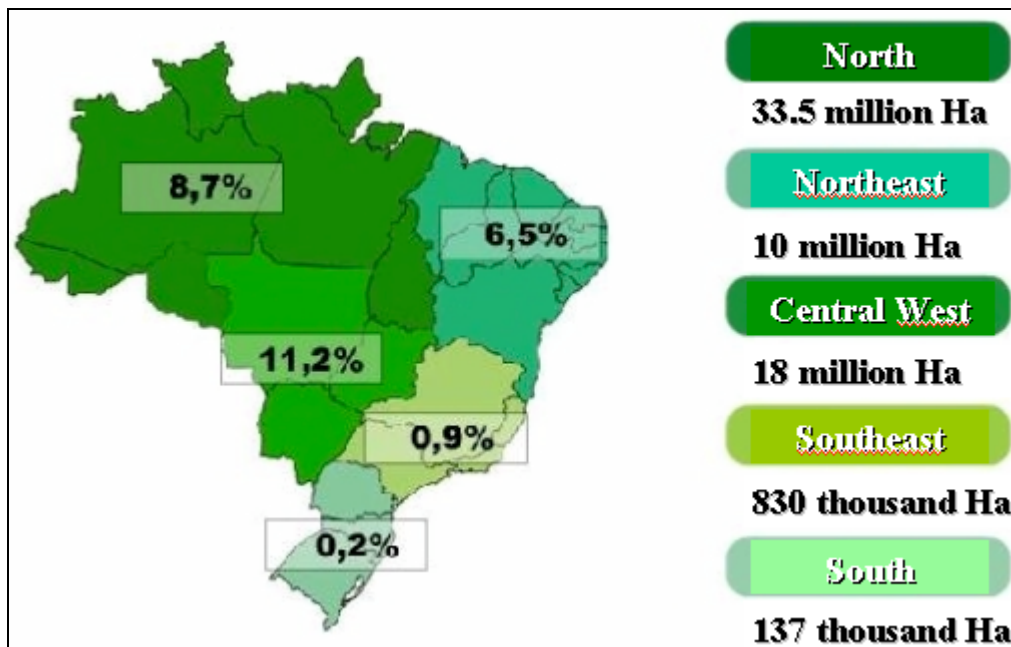 North
33.5 million Ha
8,7%
Northeast
6,5%
10 million Ha
Central West
11,2%
18 million Ha
Southeast
0,9%
830 thousand Ha
South
0,2%
137 thousand Ha